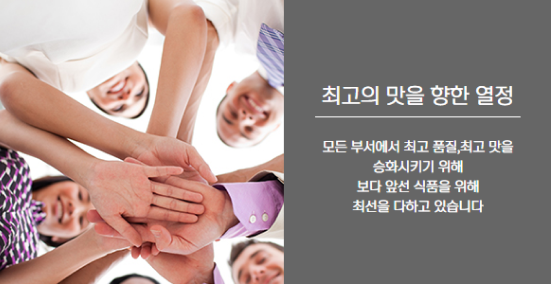 최고의 맛을 향한 열정
모든 부서에서 최고 품질,최고 맛을
승화시키기 위해
보다 앞선 식품을 위해
최선을 다하고 있습니다